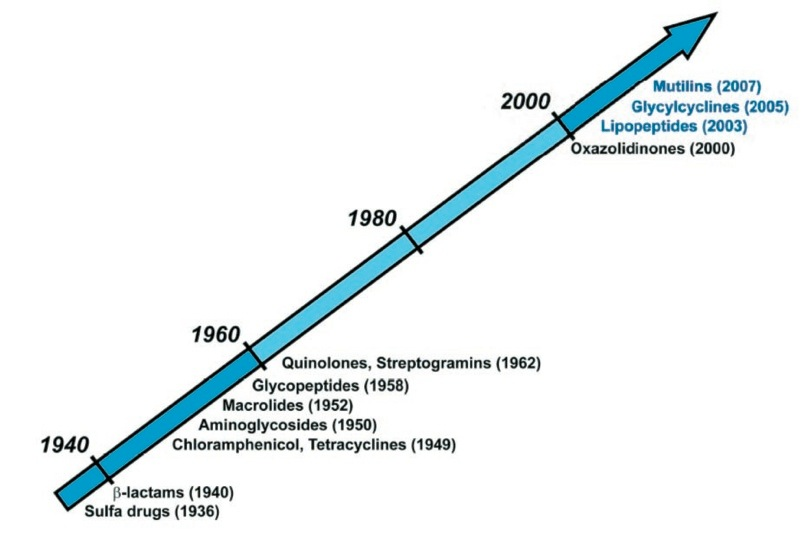 Mutilins (2007)
2000
Glycylcyclines (2005)
Lipopeptides (2003)
Oxazolidinones (2000)
1980
1960
Quinolones, Streptogramins (1962)
Glycopeptides (1958)
Macrolides (1952)
Aminoglycosides (1950)
1940
Chloramphenicol, Tetracyclines (1949)
β-lactams (1940)
Sulfa drugs (1936)